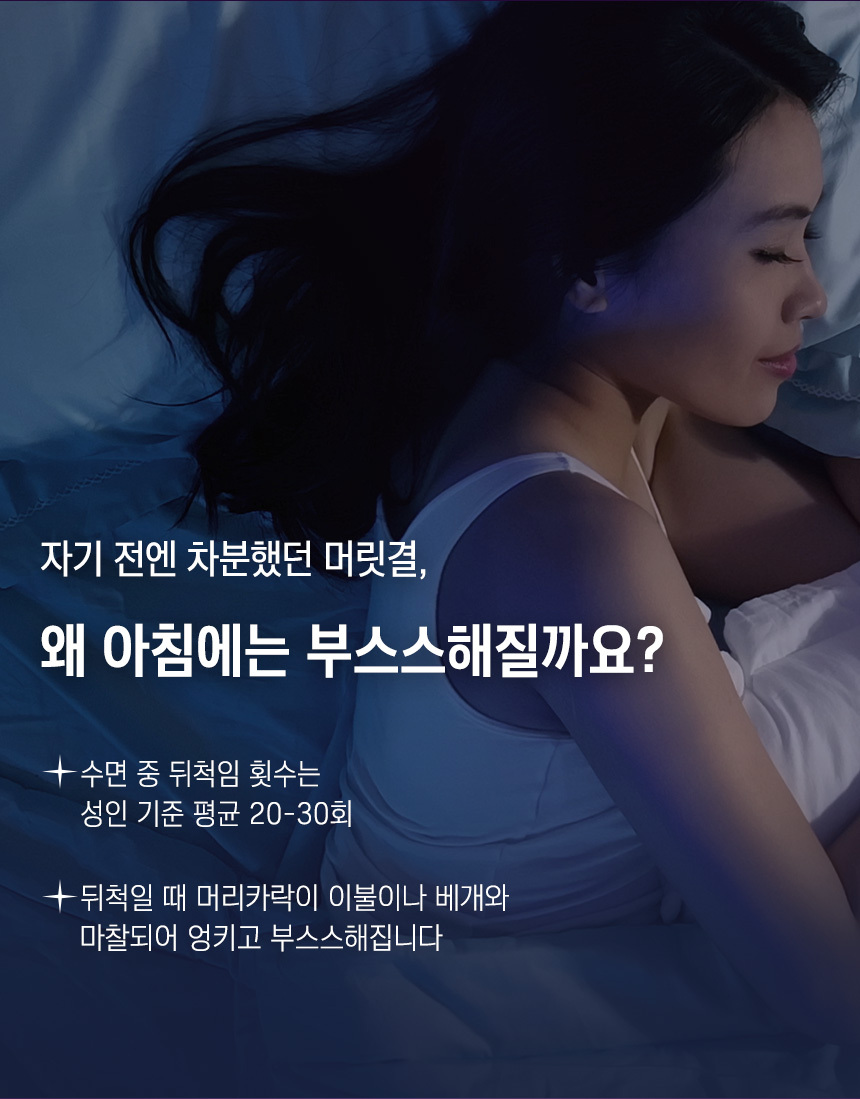 자기 전엔 차분했던 머릿결,
왜 아침에는 부스스해질까요?
수면 중 뒤척임 횟수는
성인 기준 평균 20-30회
뒤척일 때 머리카락이 이불이나 베개와
마찰되어 엉키고 부스스해집니다